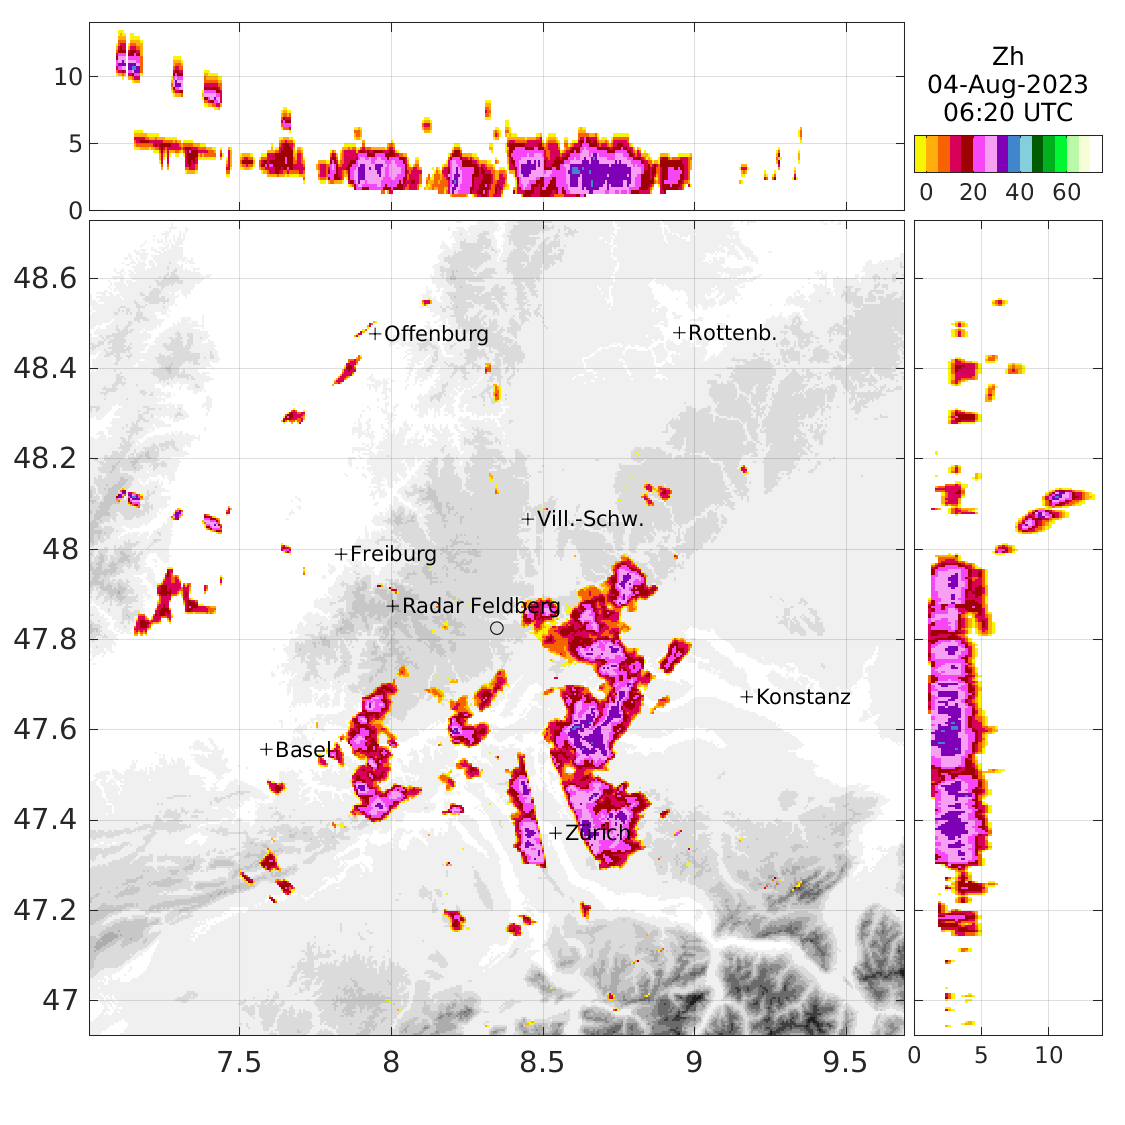 10
5
0
Zh
04-Aug-2023
06:20 UTC
0 20 40 60
48.6
48.4
48.2
48
47.8
47.6
47.4
47.2
47
+Offenburg
+Rottenb.
+Vill.-Schw.
+Freiburg
+Radar Feldberg
+Konstanz
+Basel
+Zürich
7.5 8 8.5 9 9.5
0 5 10